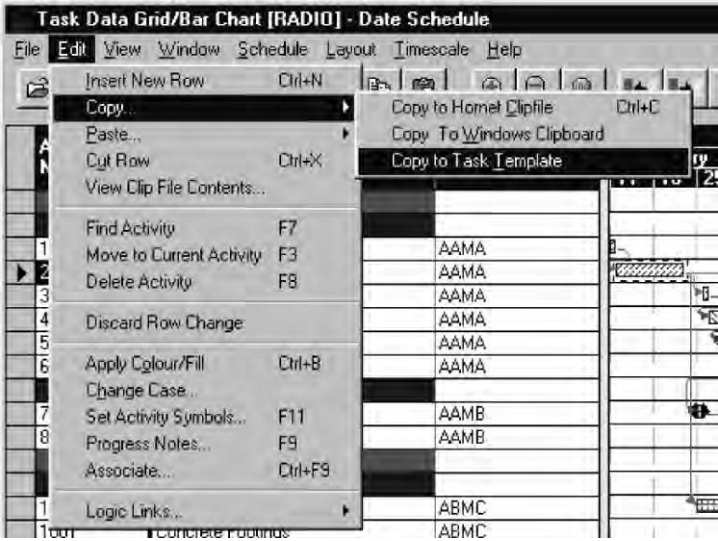 Task Data Grid/Bar Chart [RADIO] - Date Schedule
File Edit View Window Schedule Layout Timescale Help
Insert New Row Ctrl+N
Copy...
Paste...
Cut Row Ctrl+X
View Clip File Contents...
Find Activity F7
Move to Current Activity F3
Delete Activity F8
Discard Row Change
Apply Colour/Fill Ctrl+B
Change Case...
Set Activity Symbols... F11
Progress Notes... F9
Associate... Ctrl+F9
Logic Links...
Copy to Hornet Clipfile Ctrl+C
Copy To Windows Clipboard
Copy to Task Template
1 AAMA
2 AAMA
3 AAMA
4 AAMA
5 AAMA
6 AAMA
7 AAMB
8 AAMB
1 ABMC
1001 Concrete Footings ABMC